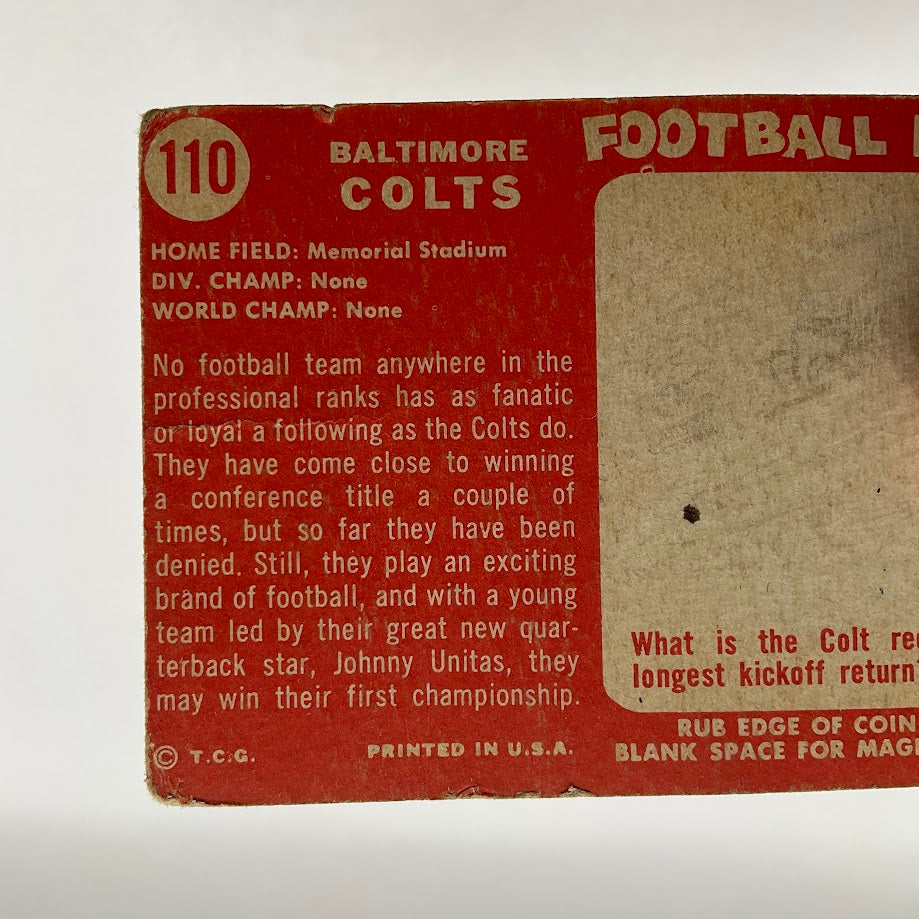 110
BALTIMORE
COLTS
HOME FIELD: Memorial Stadium
DIV. CHAMP: None
WORLD CHAMP: None
No football team anywhere in the
professional ranks has as fanatic
or loyal a following as the Colts do.
They have come close to winning
a conference title a couple of
times, but so far they have been
denied. Still, they play an exciting
brand of football, and with a young
team led by their great new quar-
terback star, Johnny Unitas, they
may win their first championship.
© T.C.G.
PRINTED IN U.S.A.
FOOTBALL
What is the Colt
longest kickoff return
RUB EDGE OF COIN
BLANK SPACE FOR